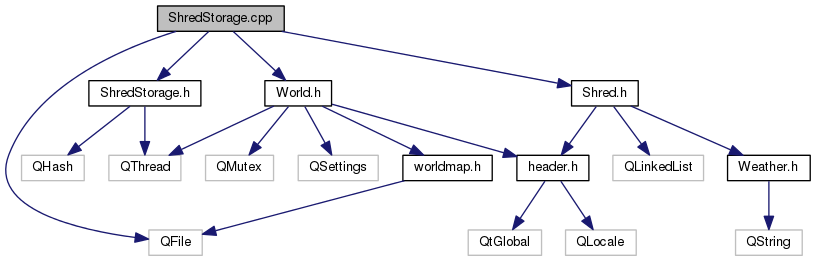 ShredStorage.cpp
ShredStorage.h
World.h
Shred.h
QHash
QThread
QMutex
QSettings
worldmap.h
header.h
QLinkedList
Weather.h
QFile
QtGlobal
QLocale
QString